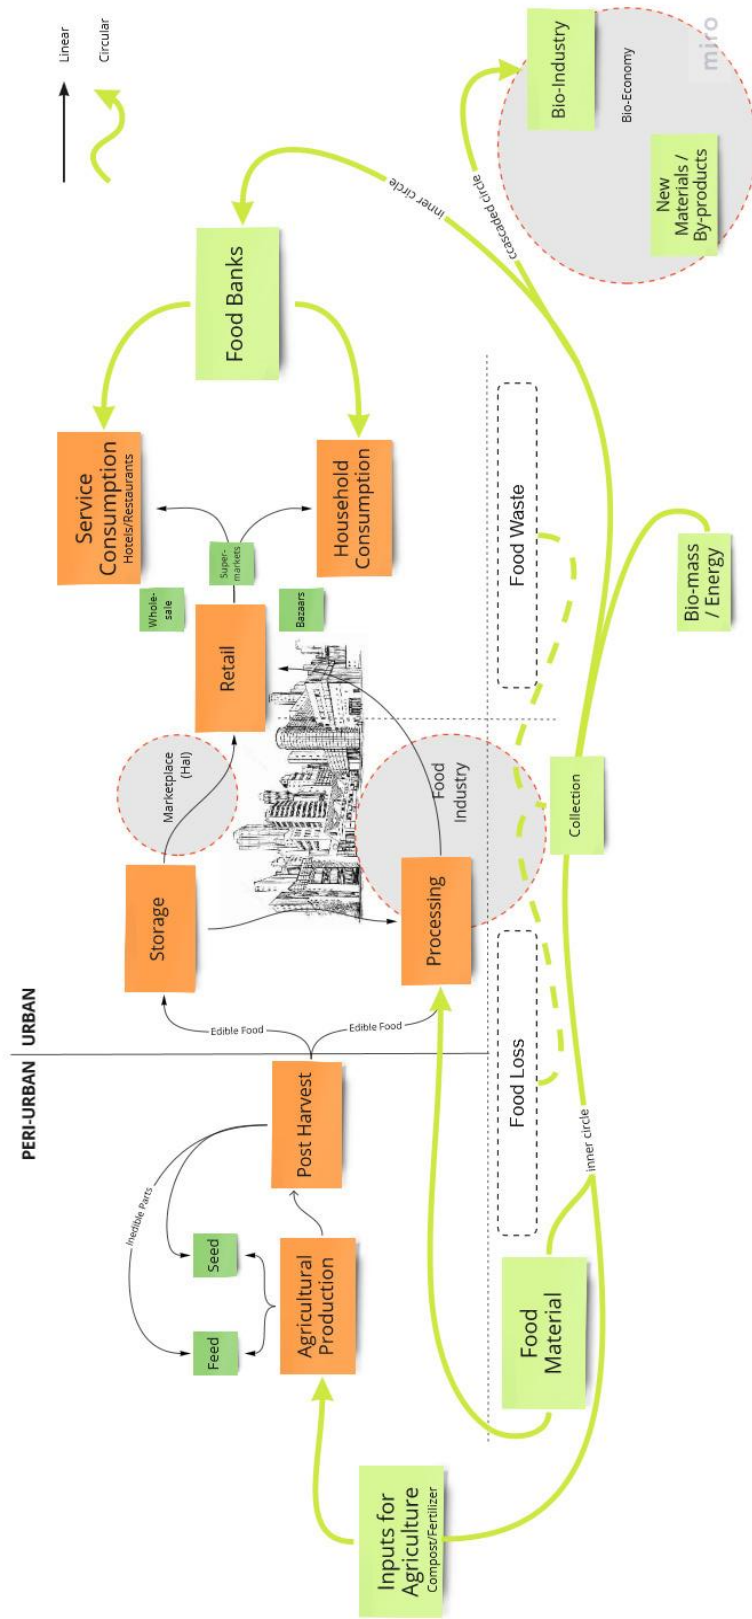 Linear
Circular
PERI-URBAN
URBAN
Inputs for
Agriculture
Compost/Fertilizer
Agricultural
Production
Feed
Seed
Inedible Parts
Post Harvest
Edible Food
Edible Food
Storage
Processing
Marketplace
(Hal)
Food
Industry
Retail
Whole-
sale
Super-
markets
Bazaars
Service
Consumption
Hotels/Restaurants
Household
Consumption
Food Banks
Food Material
Food Loss
Food Waste
inner circle
Collection
Bio-mass
/ Energy
inner circle
ccascaded circle
Bio-Industry
Bio-Economy
New
Materials /
By-products
miro